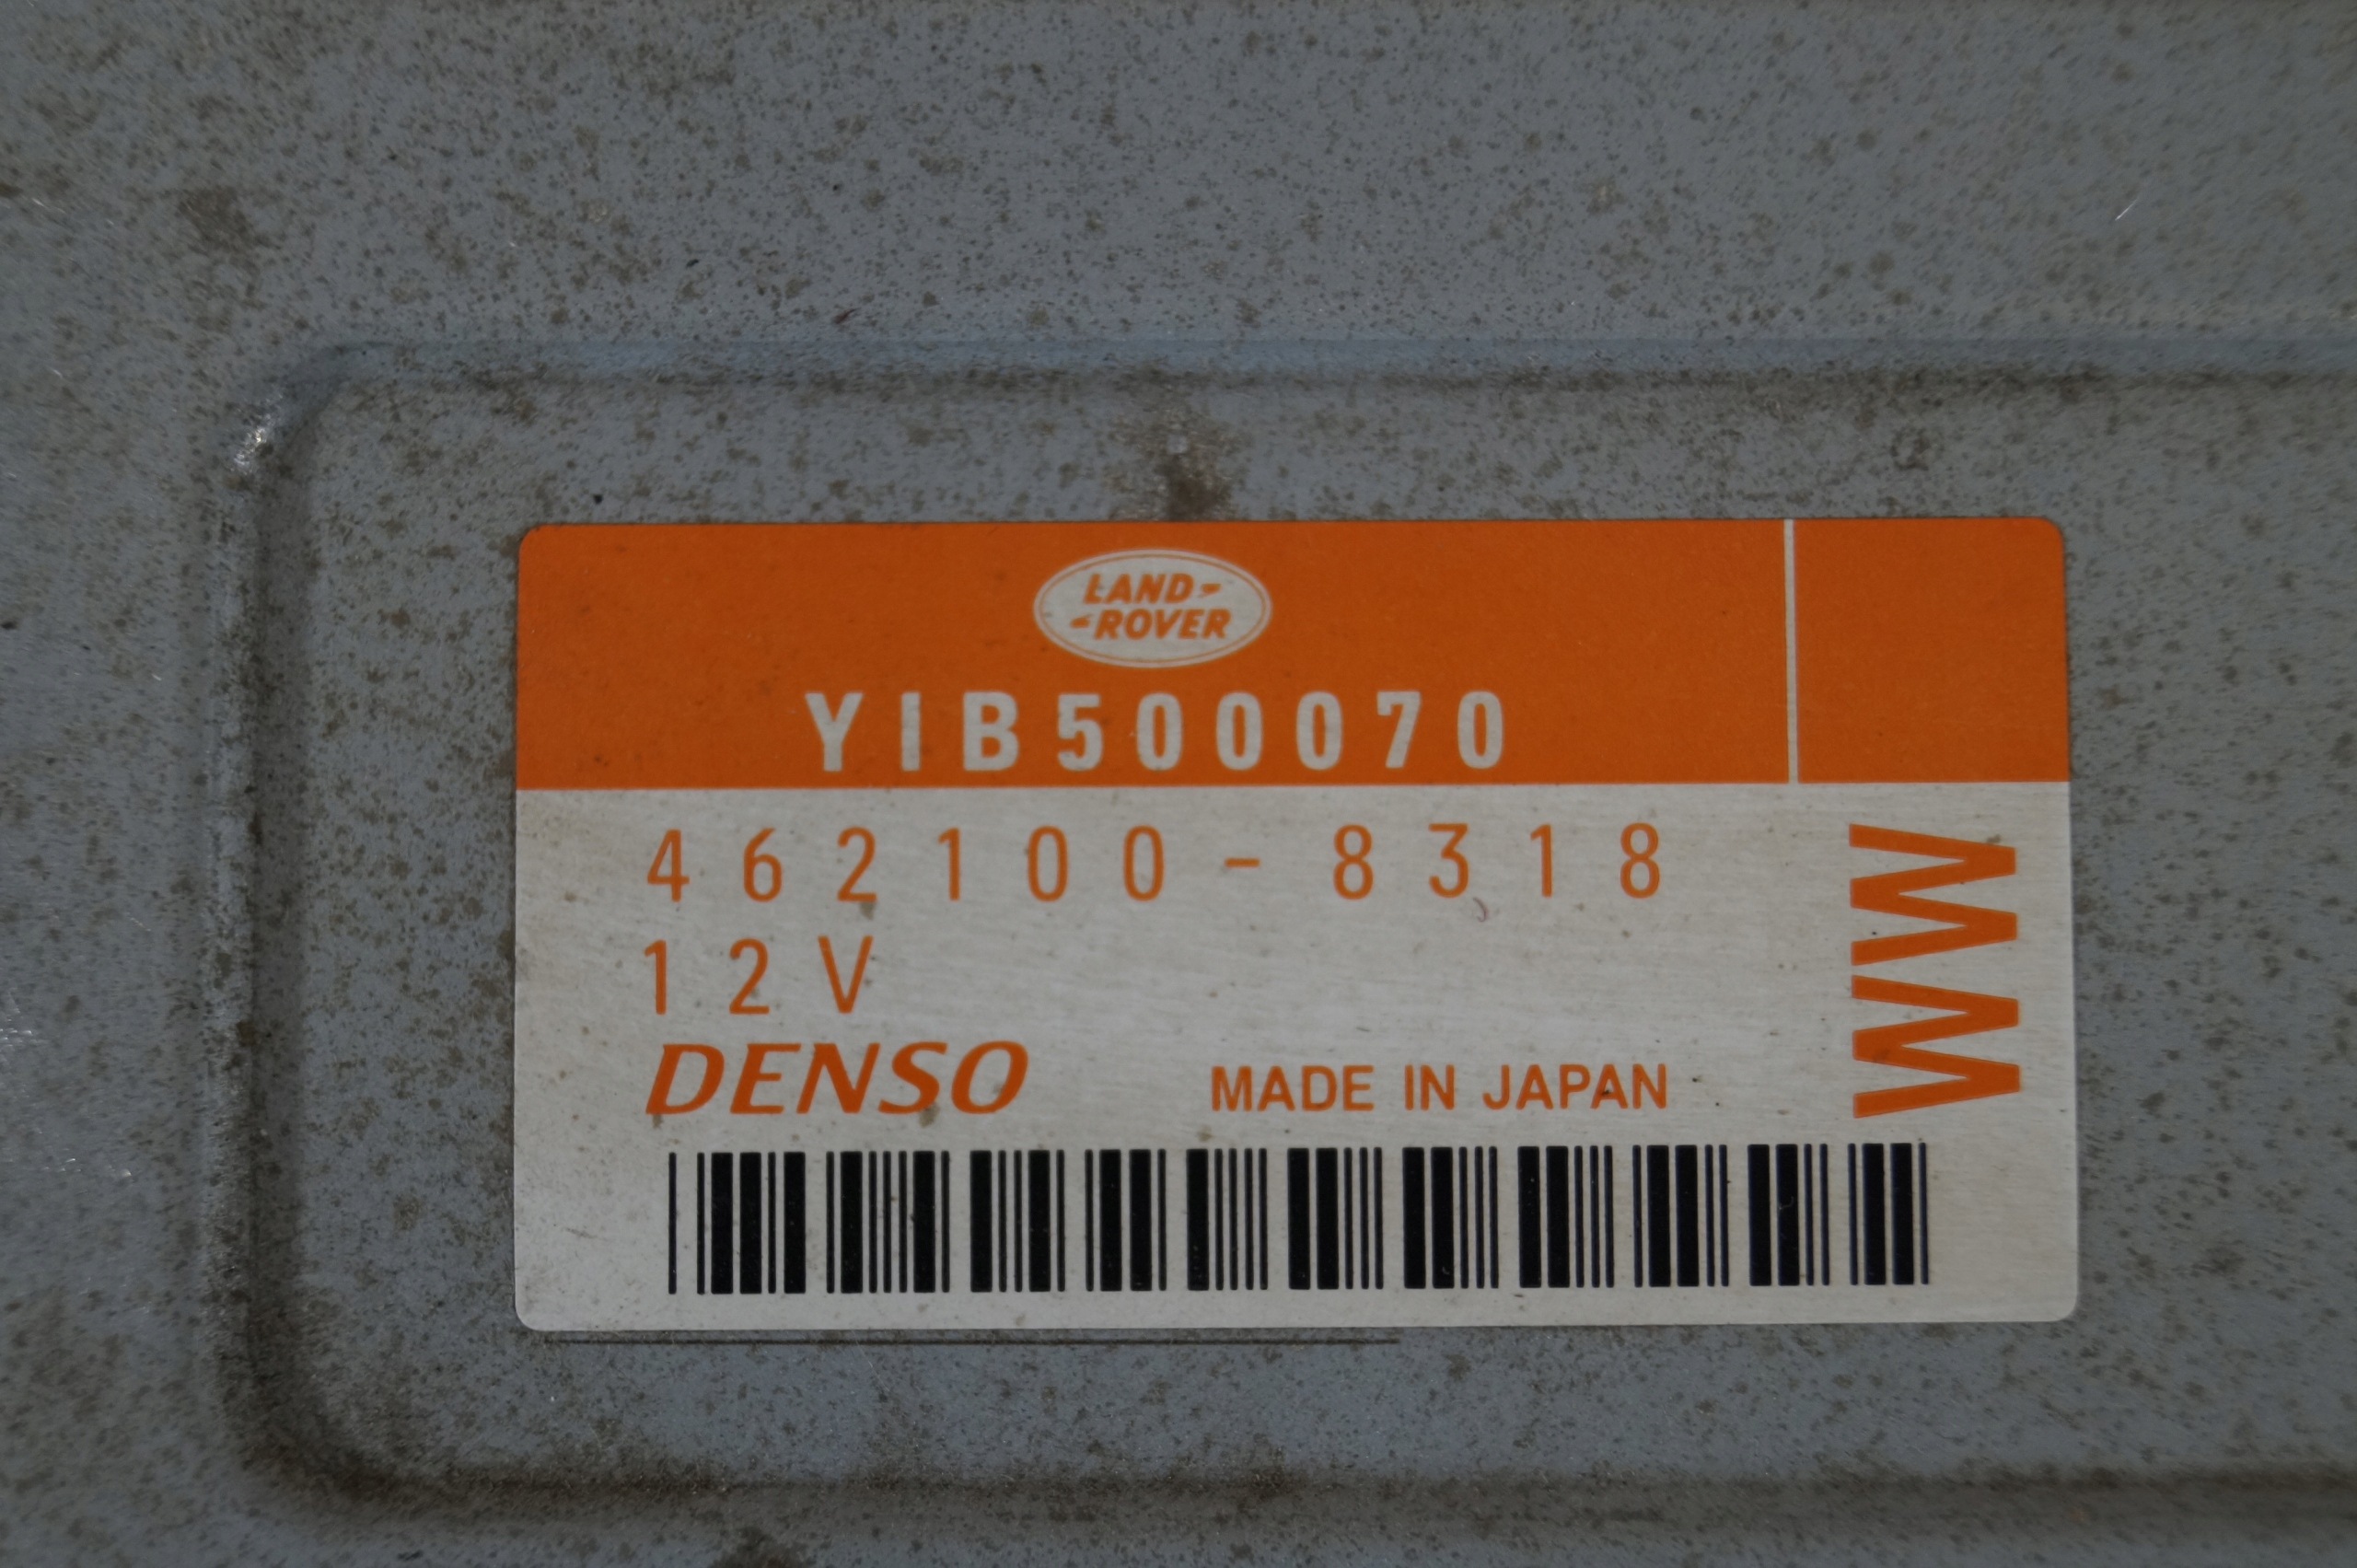 LAND-
-ROVER
YIB500070
462100-8318
12V
DENSO MADE IN JAPAN
WW